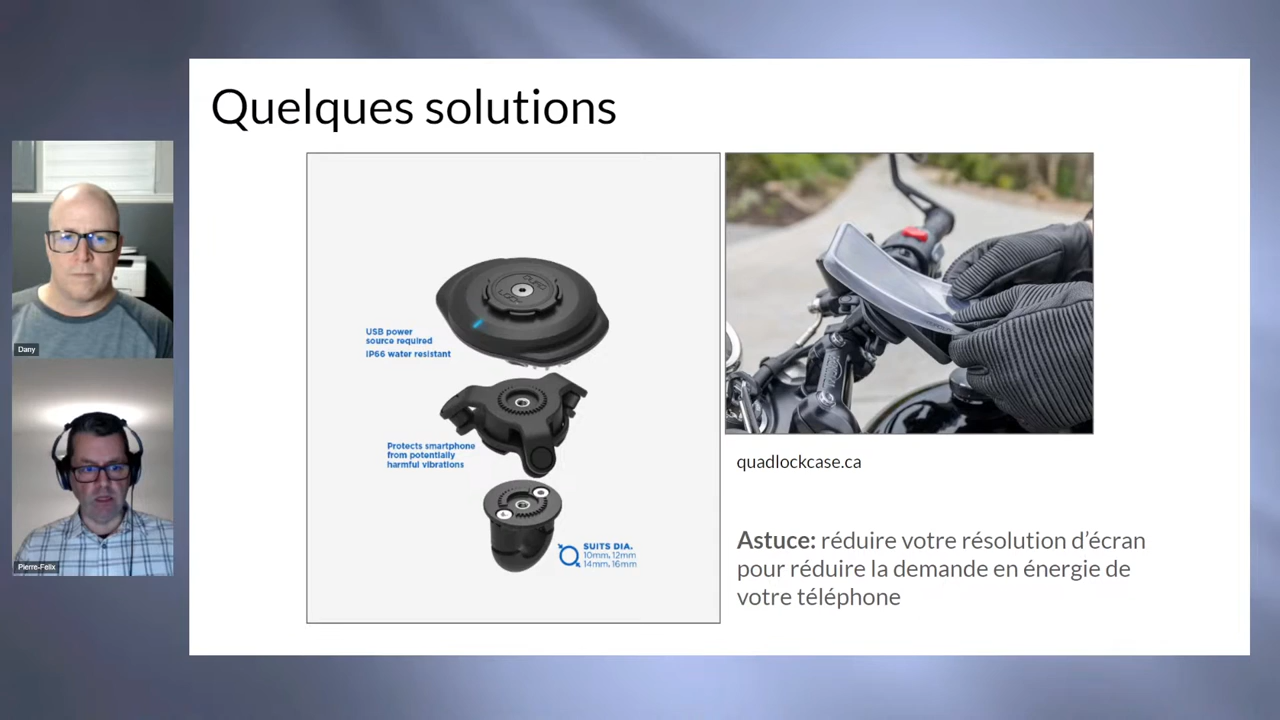 Quelques solutions
USB power
source required
IP66 water resistant
Protects smartphone
from potentially
harmful vibrations
SUITS DIA.
10mm, 12mm
14mm, 16mm
quadlockcase.ca
Astuce: réduire votre résolution d’écran
pour réduire la demande en énergie de
votre téléphone
Dany
Pierre-Felix